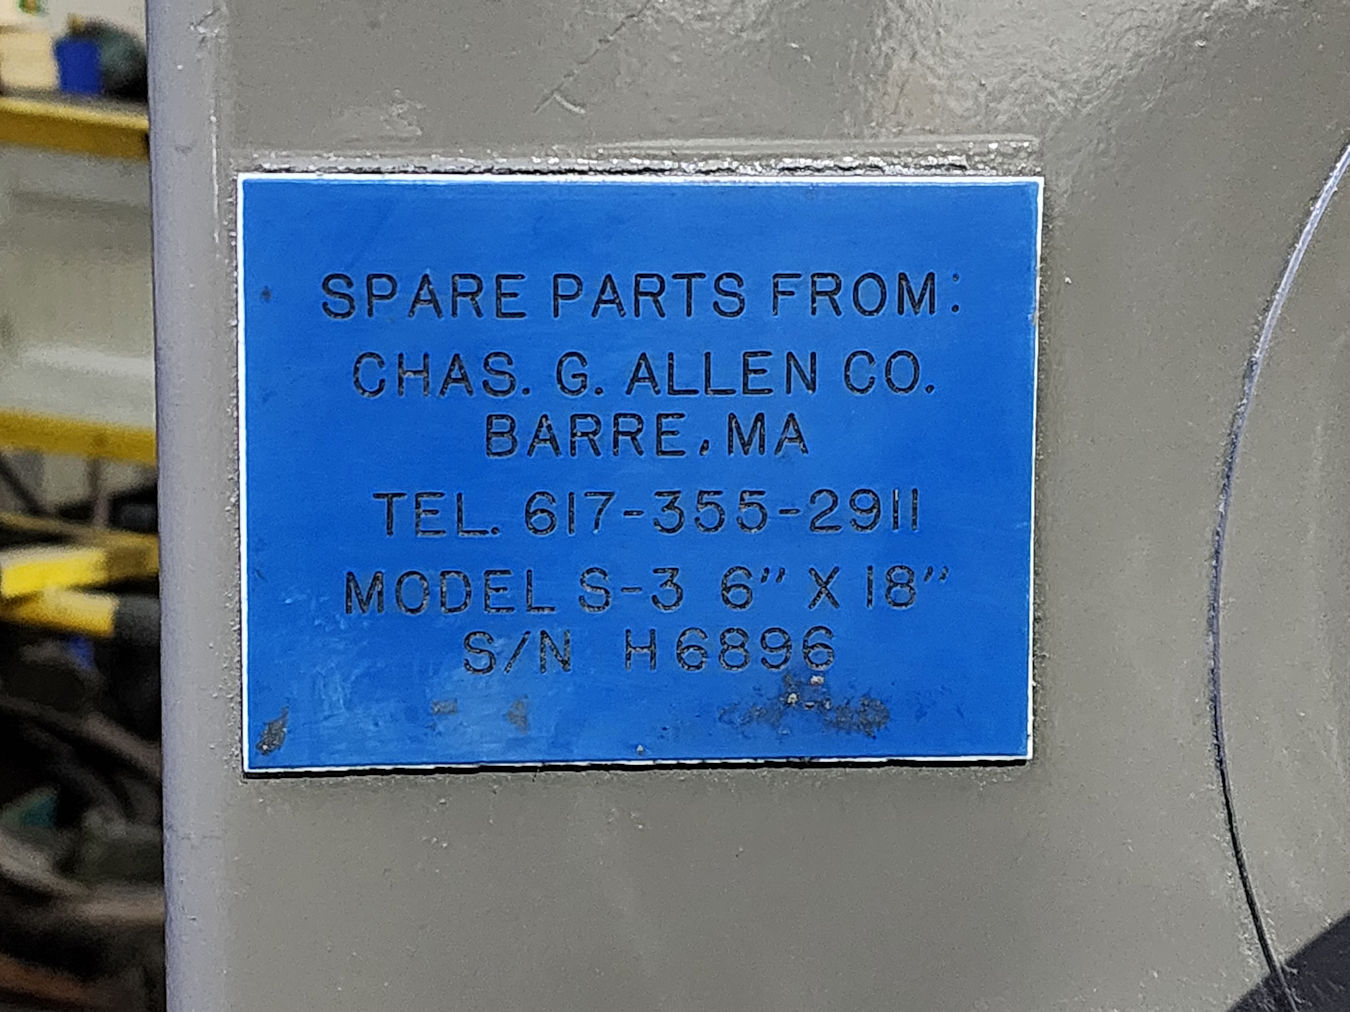 SPARE PARTS FROM:
CHAS. G. ALLEN CO.
BARRE, MA
TEL. 617-355-2911
MODEL S-3 6" X 18"
S/N H6896